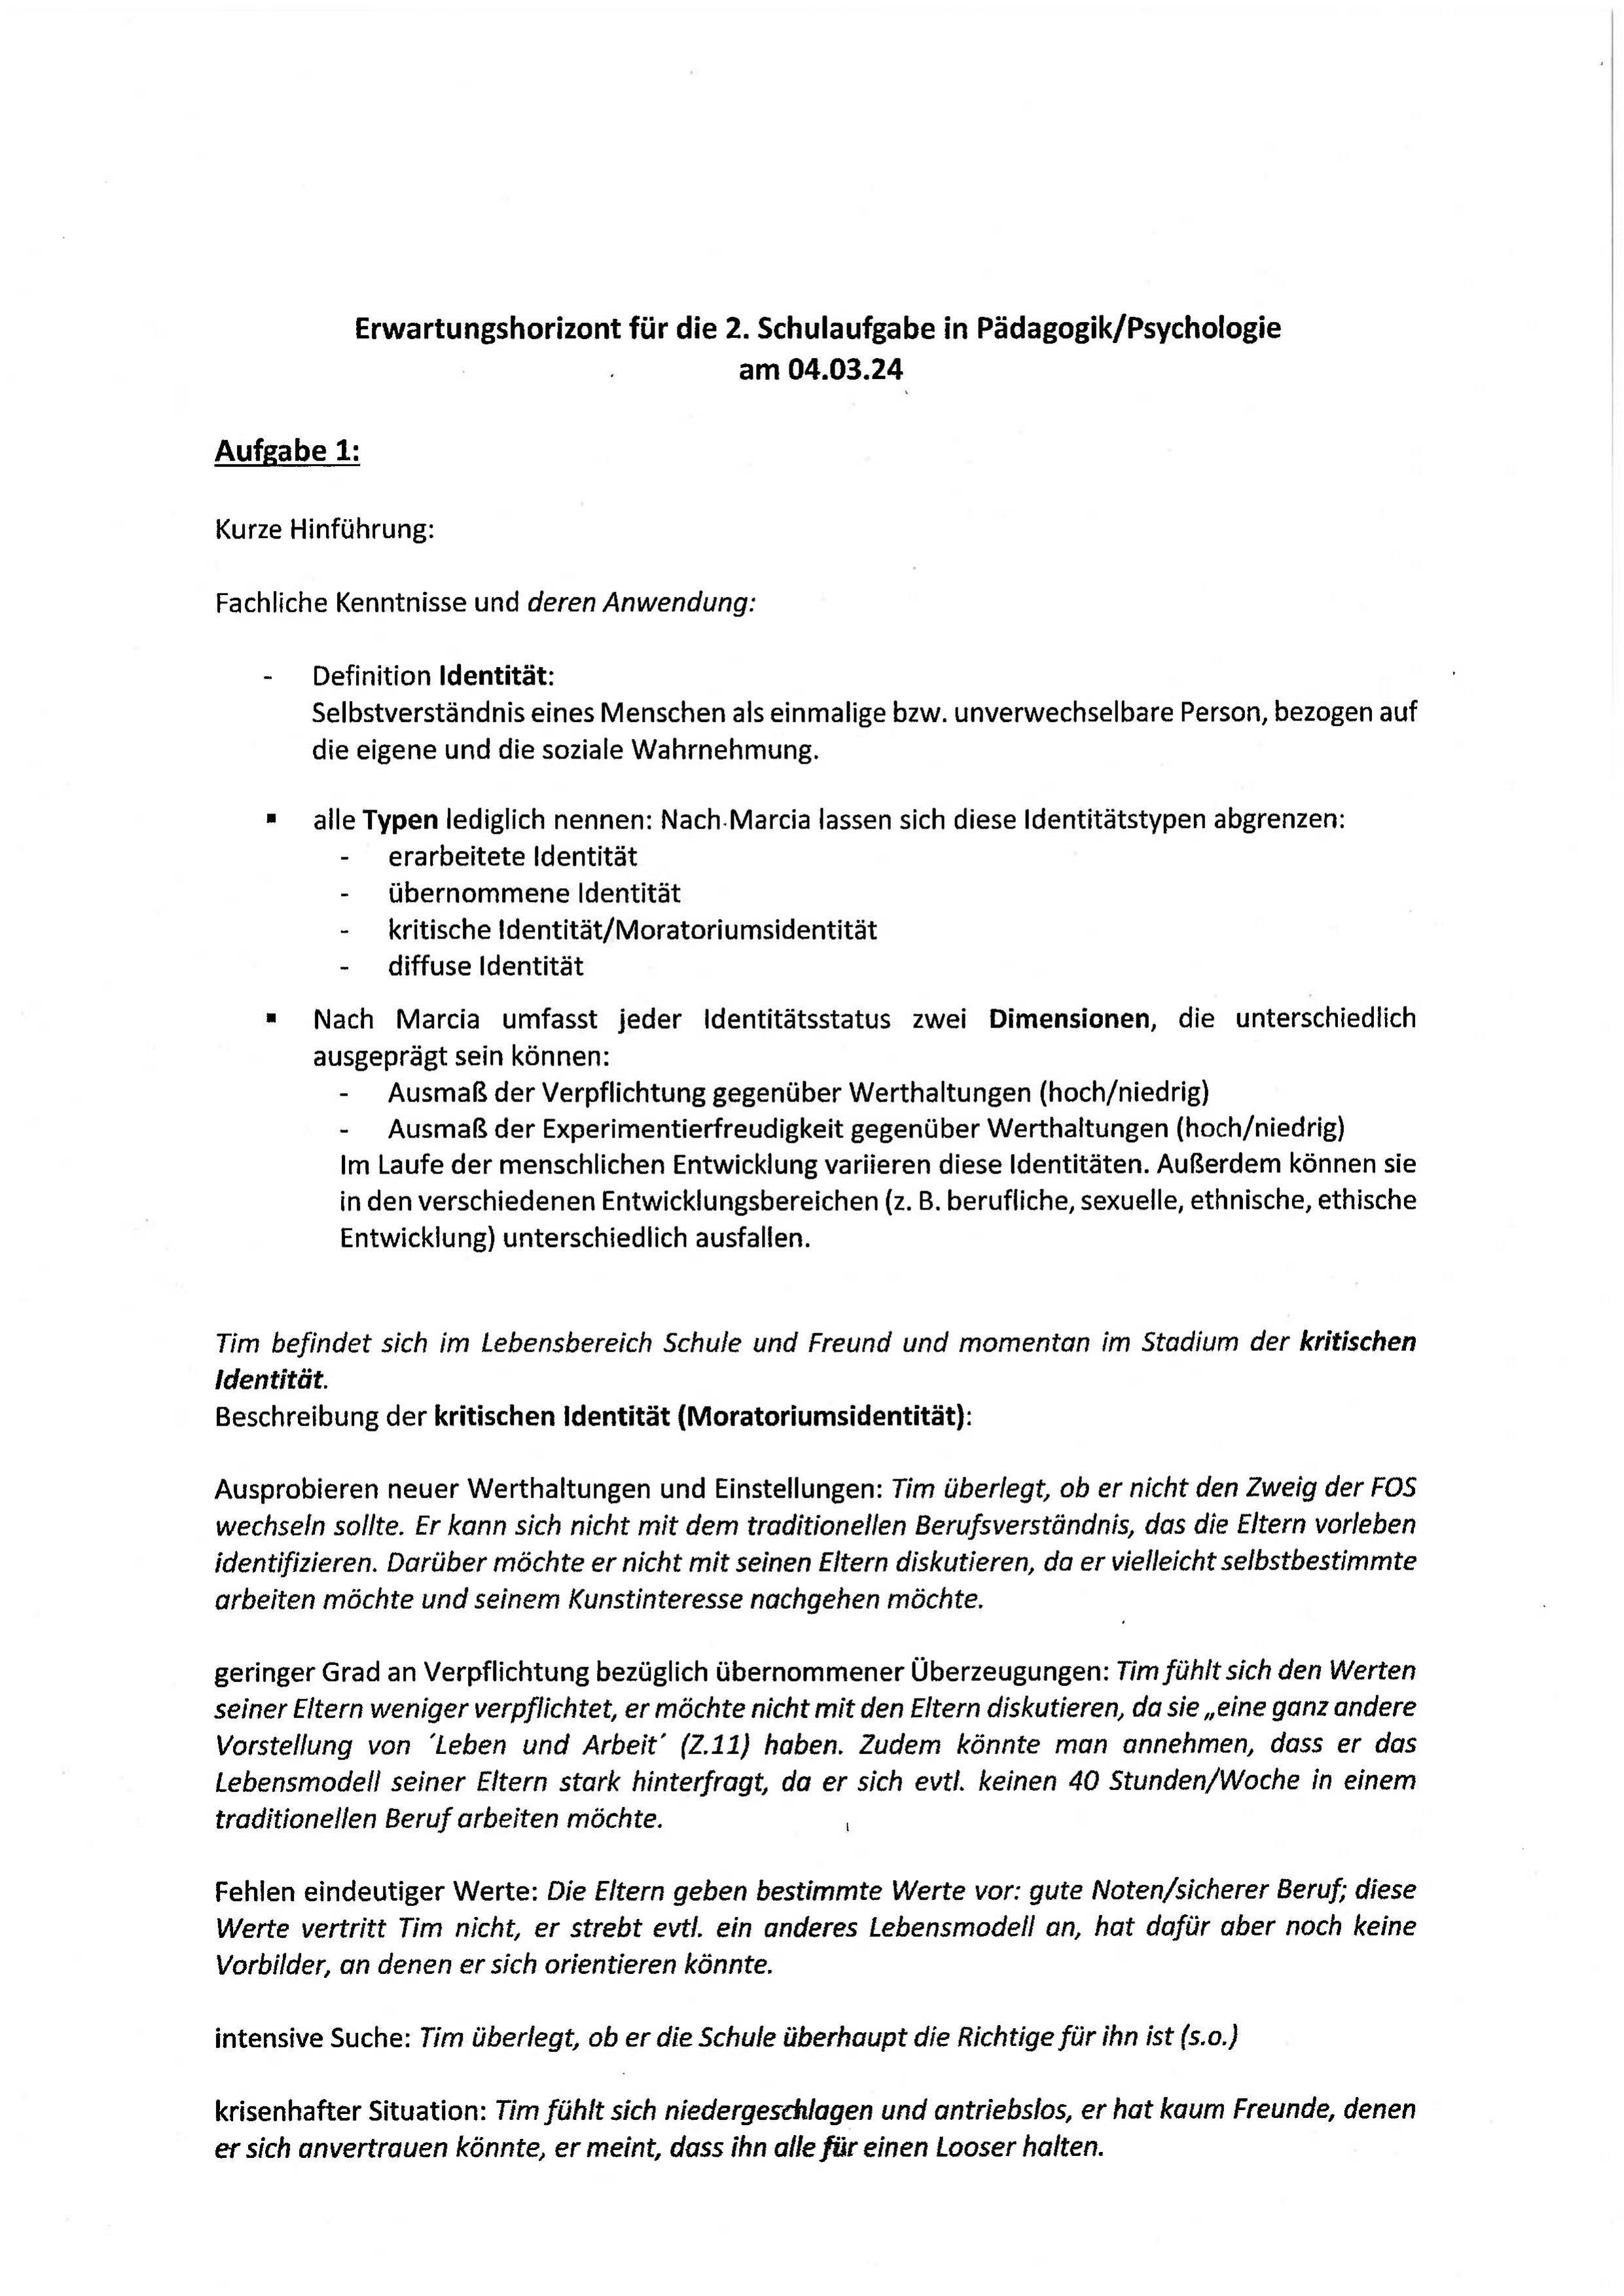 Erwartungshorizont für die 2. Schulaufgabe in Pädagogik/Psychologie
am 04.03.24
Aufgabe 1:
Kurze Hinführung:
Fachliche Kenntnisse und deren Anwendung:
- Definition Identität:
Selbstverständnis eines Menschen als einmalige bzw. unverwechselbare Person, bezogen auf
die eigene und die soziale Wahrnehmung.
▪ alle Typen lediglich nennen: Nach Marcia lassen sich diese Identitätstypen abgrenzen:
- erarbeitete Identität
- übernommene Identität
- kritische Identität/Moratoriumsidentität
- diffuse Identität
▪ Nach Marcia umfasst jeder Identitätsstatus zwei Dimensionen, die unterschiedlich
ausgeprägt sein können:
- Ausmaß der Verpflichtung gegenüber Werthaltungen (hoch/niedrig)
- Ausmaß der Experimentierfreudigkeit gegenüber Werthaltungen (hoch/niedrig)
Im Laufe der menschlichen Entwicklung variieren diese Identitäten. Außerdem können sie
in den verschiedenen Entwicklungsbereichen (z. B. berufliche, sexuelle, ethnische, ethische
Entwicklung) unterschiedlich ausfallen.
Tim befindet sich im Lebensbereich Schule und Freund und momentan im Stadium der kritischen
Identität.
Beschreibung der kritischen Identität (Moratoriumsidentität):
Ausprobieren neuer Werthaltungen und Einstellungen: Tim überlegt, ob er nicht den Zweig der FOS
wechseln sollte. Er kann sich nicht mit dem traditionellen Berufsverständnis, das die Eltern vorleben
identifizieren. Darüber möchte er nicht mit seinen Eltern diskutieren, da er vielleicht selbstbestimmte
arbeiten möchte und seinem Kunstinteresse nachgehen möchte.
geringer Grad an Verpflichtung bezüglich übernommener Überzeugungen: Tim fühlt sich den Werten
seiner Eltern weniger verpflichtet, er möchte nicht mit den Eltern diskutieren, da sie „eine ganz andere
Vorstellung von ´Leben und Arbeit´ (Z.11) haben. Zudem könnte man annehmen, dass er das
Lebensmodell seiner Eltern stark hinterfragt, da er sich evtl. keinen 40 Stunden/Woche in einem
traditionellen Beruf arbeiten möchte.
Fehlen eindeutiger Werte: Die Eltern geben bestimmte Werte vor: gute Noten/sicherer Beruf; diese
Werte vertritt Tim nicht, er strebt evtl. ein anderes Lebensmodell an, hat dafür aber noch keine
Vorbilder, an denen er sich orientieren könnte.
intensive Suche: Tim überlegt, ob er die Schule überhaupt die Richtige für ihn ist (s.o.)
krisenhafter Situation: Tim fühlt sich niedergeschlagen und antriebslos, er hat kaum Freunde, denen
er sich anvertrauen könnte, er meint, dass ihn alle für einen Looser halten.